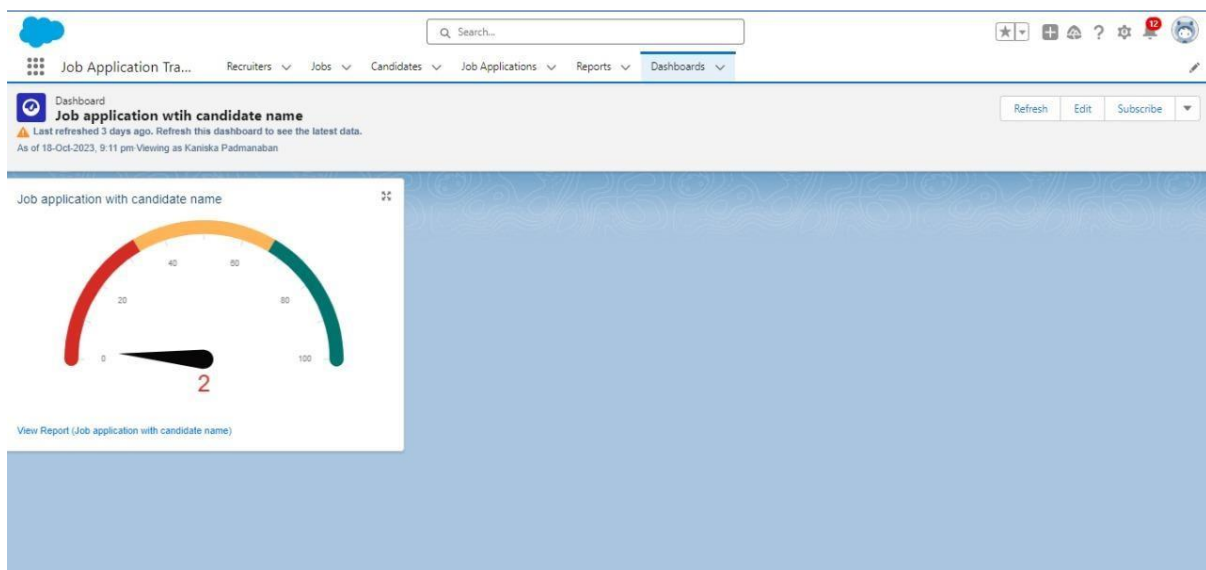 Search...
12
Job Application Tra... Recruiters Jobs Candidates Job Applications Reports Dashboards
Dashboard
Job application wtih candidate name
Last refreshed 3 days ago. Refresh this dashboard to see the latest data.
As of 18-Oct-2023, 9:11 pm·Viewing as Kaniska Padmanaban
Refresh Edit Subscribe
Job application with candidate name
40 60
20 80
0 100
2
View Report (Job application with candidate name)